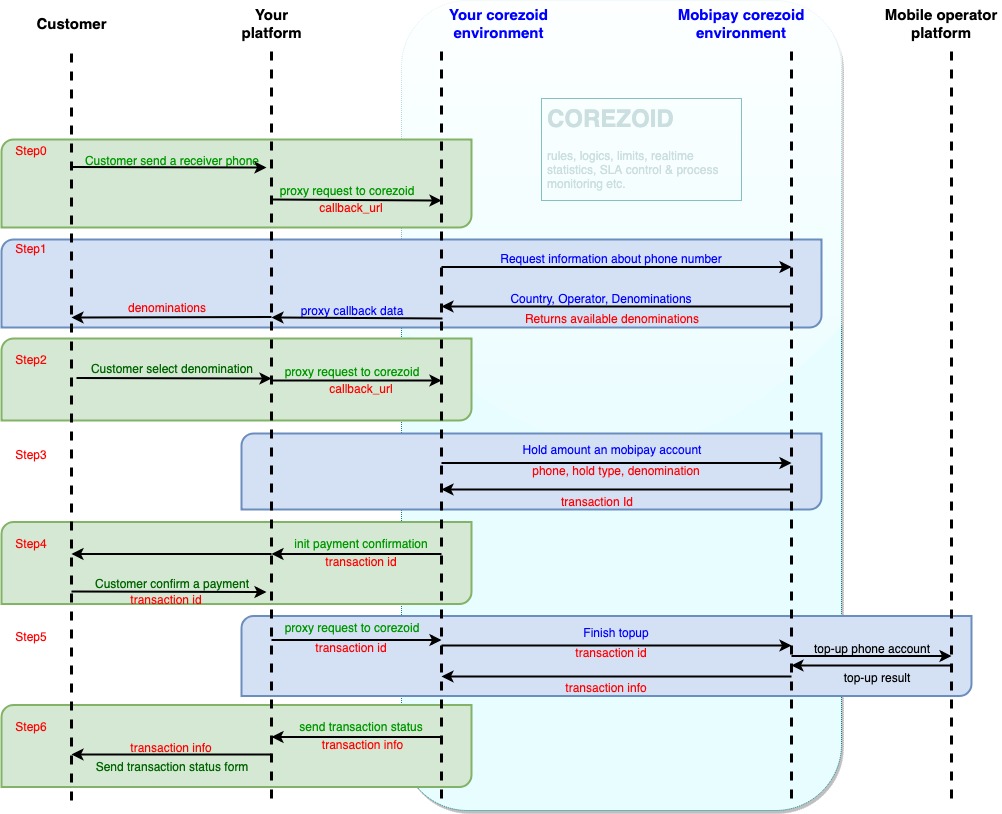 Customer
Your
platform
Your corezoid
environment
Mobipay corezoid
environment
Mobile operator
platform
COREZOID
rules, logics, limits, realtime
statistics, SLA control & process
monitoring etc.
Step0
Customer send a receiver phone
proxy request to corezoid
callback_url
Step1
Request information about phone number
Country, Operator, Denominations
denominations
proxy callback data
Returns available denominations
Step2
Customer select denomination
proxy request to corezoid
callback_url
Step3
Hold amount an mobipay account
phone, hold type, denomination
transaction Id
Step4
init payment confirmation
transaction id
Customer confirm a payment
transaction id
Step5
proxy request to corezoid
transaction id
Finish topup
transaction id
top-up phone account
top-up result
transaction info
Step6
send transaction status
transaction info
transaction info
Send transaction status form